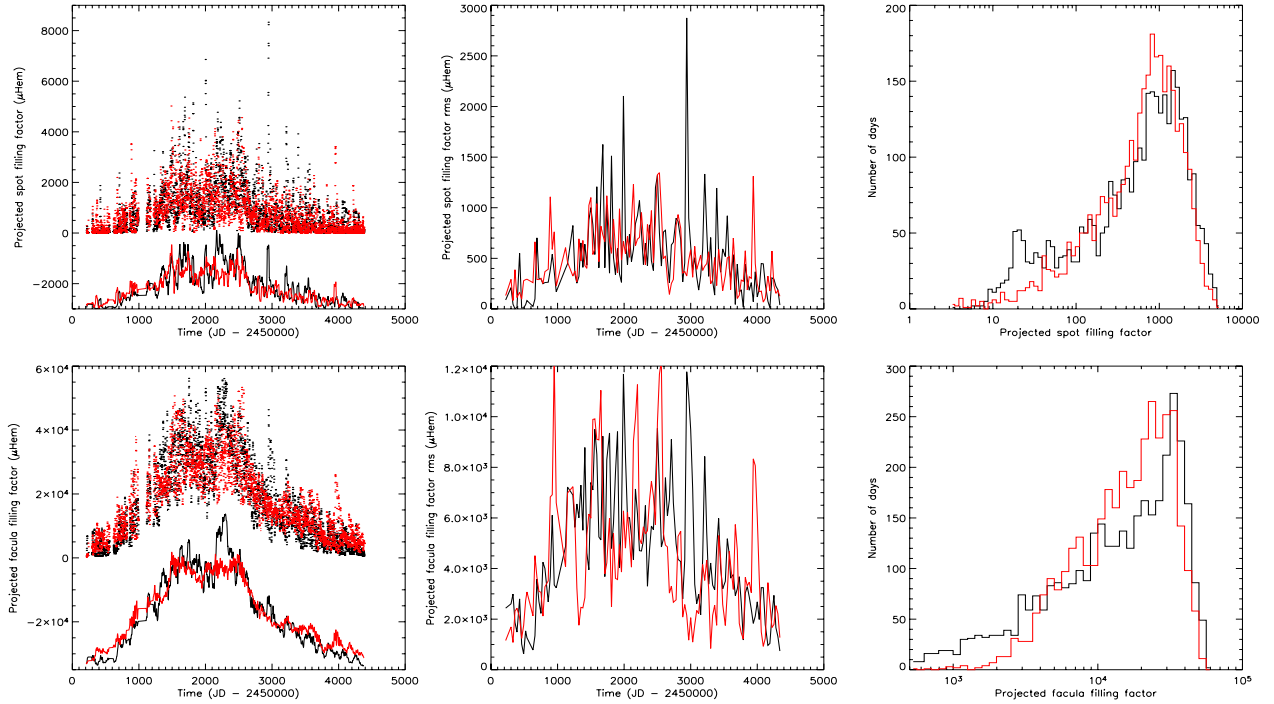 Projected spot filling factor (μHem)
8000
6000
4000
2000
0
−2000
0 1000 2000 3000 4000 5000
Time (JD − 2450000)
Projected spot filling factor rms (μHem)
3000
2500
2000
1500
1000
500
0
0 1000 2000 3000 4000 5000
Time (JD − 2450000)
Number of days
200
150
100
50
0
1 10 100 1000 10000
Projected spot filling factor
Projected facula filling factor (μHem)
6×10⁴
4×10⁴
2×10⁴
0
−2×10⁴
0 1000 2000 3000 4000 5000
Time (JD − 2450000)
Projected facula filling factor rms (μHem)
1.2×10⁴
1.0×10⁴
8.0×10³
6.0×10³
4.0×10³
2.0×10³
0
0 1000 2000 3000 4000 5000
Time (JD − 2450000)
Number of days
300
250
200
150
100
50
0
10³ 10⁴ 10⁵
Projected facula filling factor